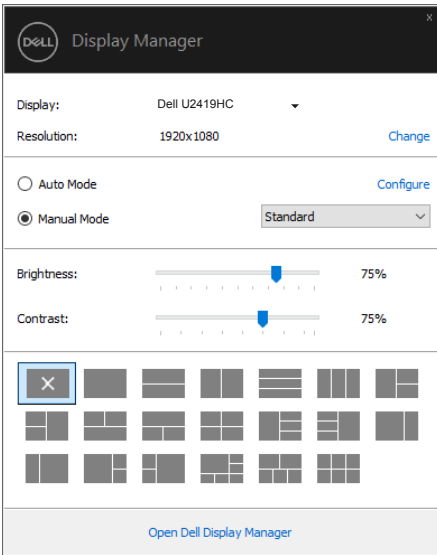 x
DELL Display Manager
Display: Dell U2419HC
Resolution: 1920x1080 Change
Auto Mode Configure
Manual Mode Standard
Brightness: 75%
Contrast: 75%
Open Dell Display Manager